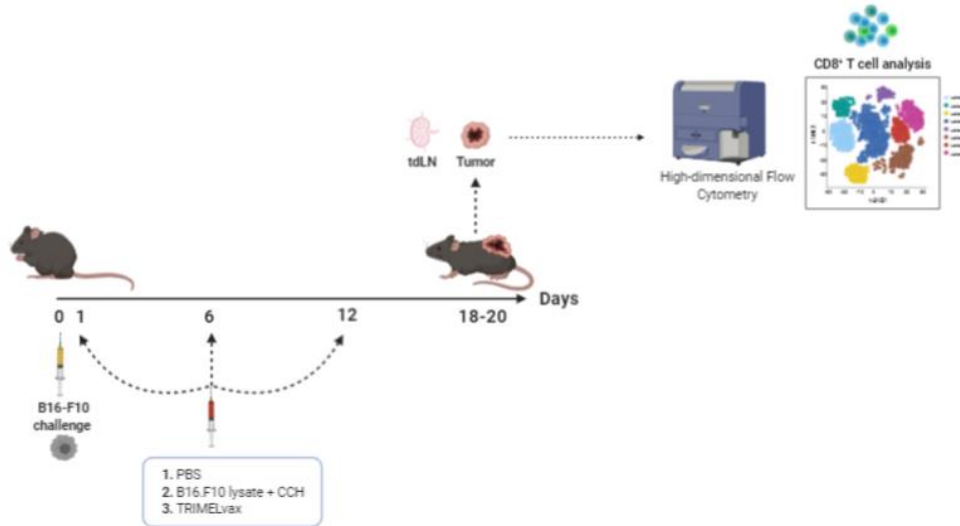 CD8⁺ T cell analysis
tdLN Tumor
High-dimensional Flow
Cytometry
Days
0 1 6 12 18-20
B16-F10
challenge
1. PBS
2. B16.F10 lysate + CCH
3. TRIMELvax